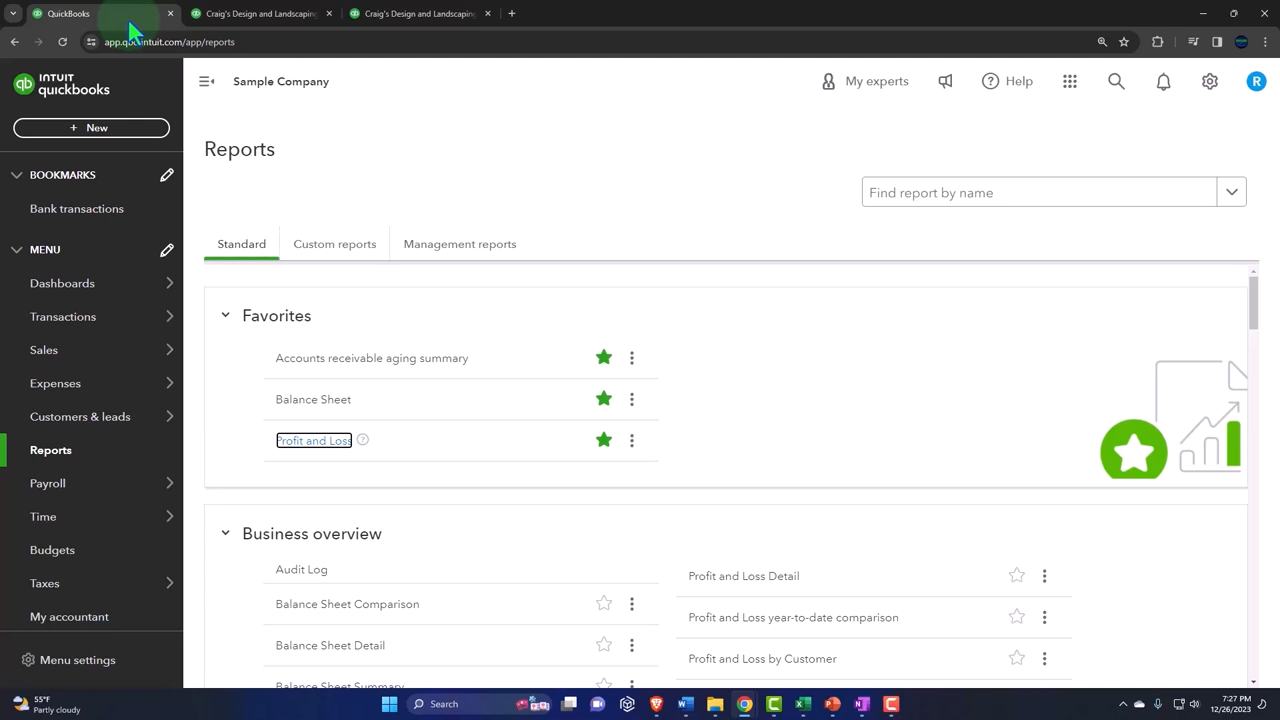 QuickBooks
Craig's Design and Landscaping
Craig's Design and Landscaping
app.qbo.intuit.com/app/reports
INTUIT
quickbooks
Sample Company
My experts
Help
R
+ New
Reports
BOOKMARKS
Find report by name
Bank transactions
Standard
Custom reports
Management reports
MENU
Dashboards
Favorites
Transactions
Sales
Accounts receivable aging summary
Expenses
Balance Sheet
Customers & leads
Profit and Loss
Reports
Payroll
Time
Business overview
Budgets
Audit Log
Profit and Loss Detail
Taxes
Balance Sheet Comparison
Profit and Loss year-to-date comparison
My accountant
Balance Sheet Detail
Profit and Loss by Customer
Menu settings
Balance Sheet Summary
55°F
Partly cloudy
Search
7:27 PM
12/26/2023